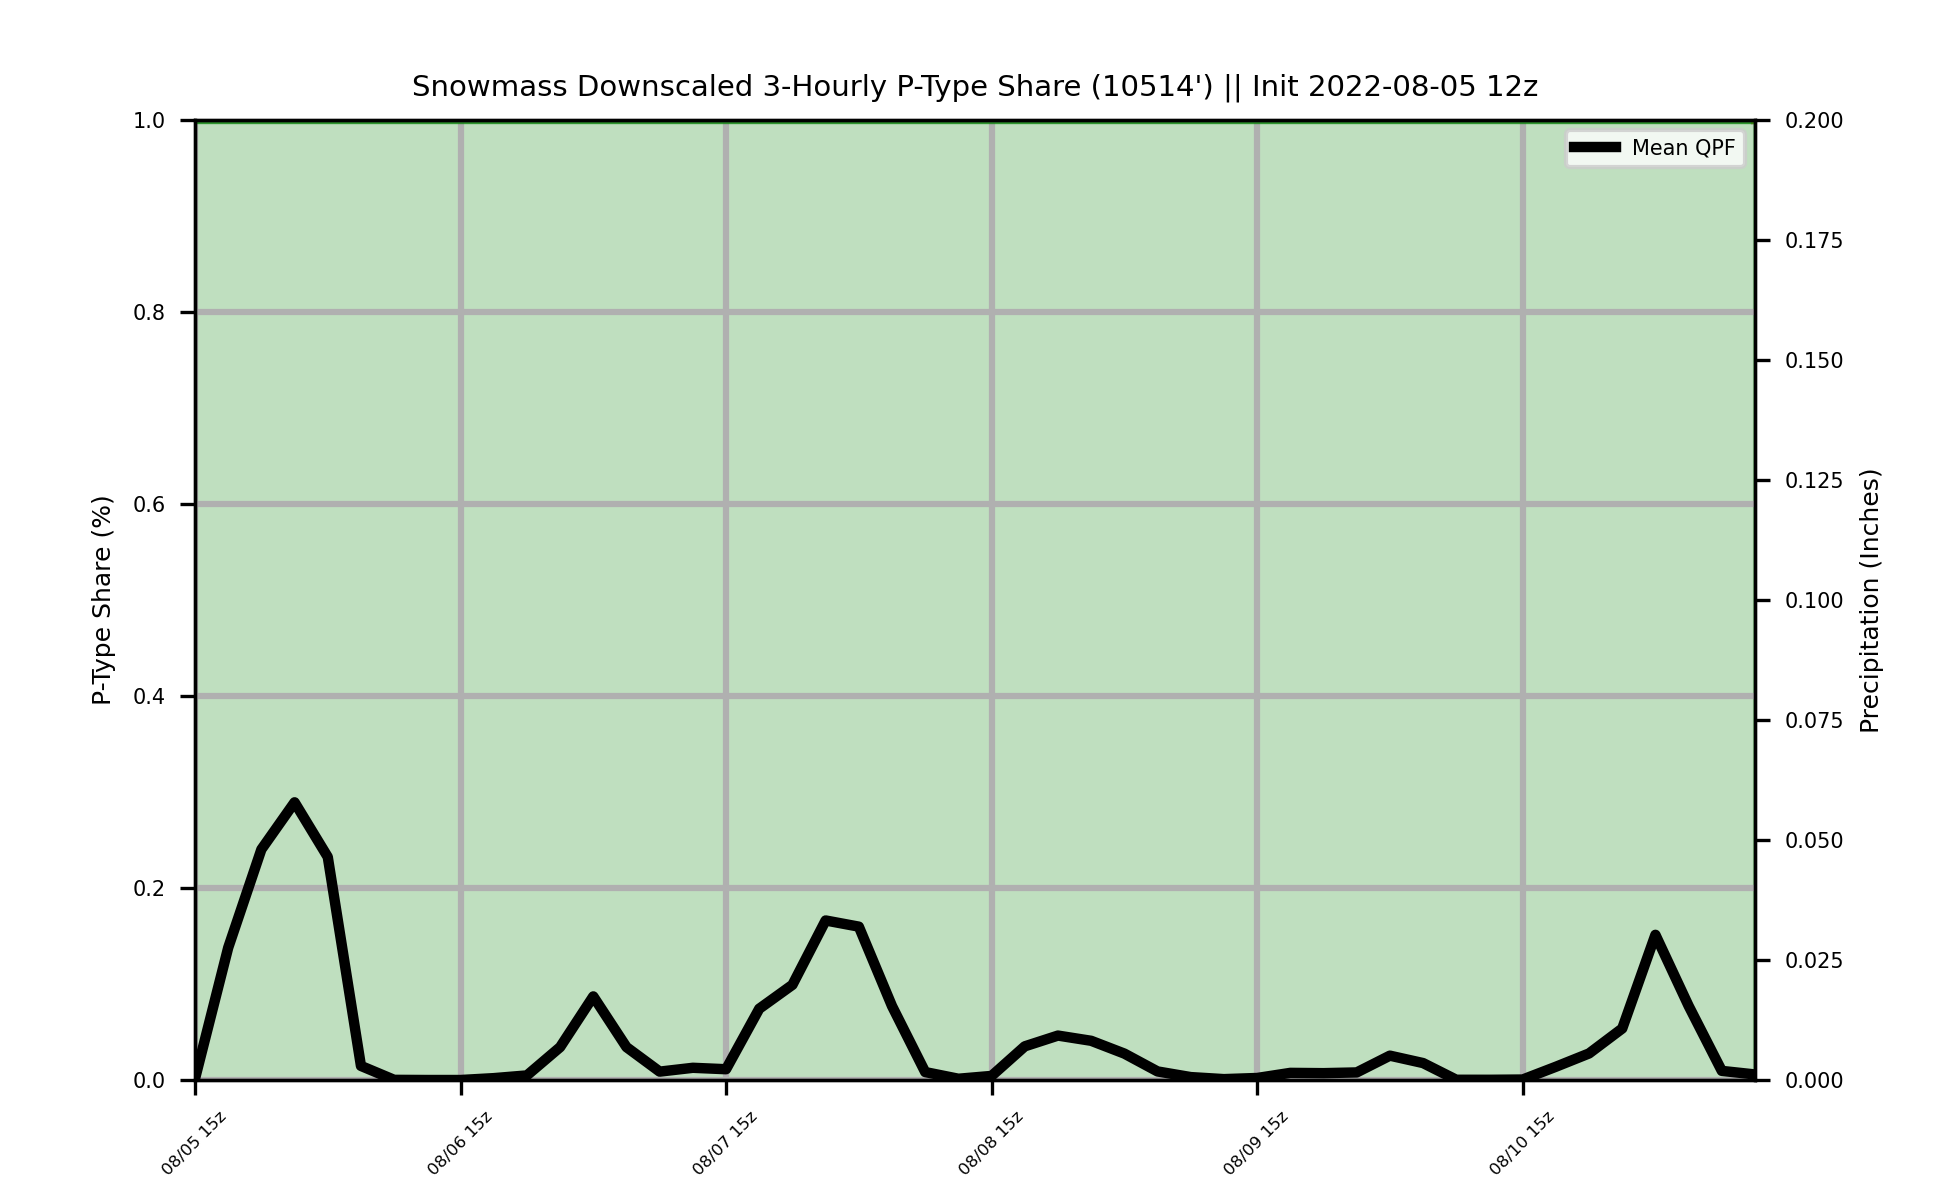 Snowmass Downscaled 3-Hourly P-Type Share (10514') || Init 2022-08-05 12z
Mean QPF
P-Type Share (%)
1.0
0.8
0.6
0.4
0.2
0.0
0.200
0.175
0.150
0.125
0.100
0.075
0.050
0.025
0.000
Precipitation (Inches)
08/05 15z
08/06 15z
08/07 15z
08/08 15z
08/09 15z
08/10 15z